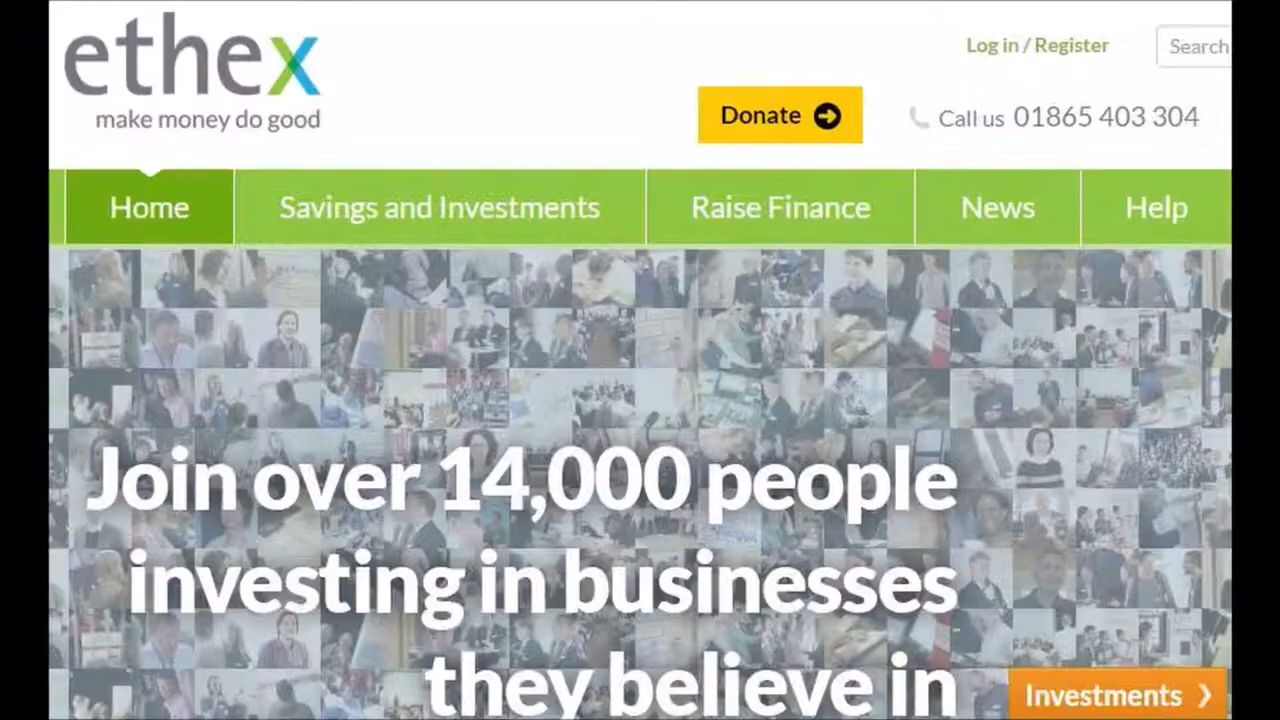 ethex
make money do good
Log in / Register
Search
Donate
Call us 01865 403 304
Home
Savings and Investments
Raise Finance
News
Help
Join over 14,000 people
investing in businesses
they believe in
Investments